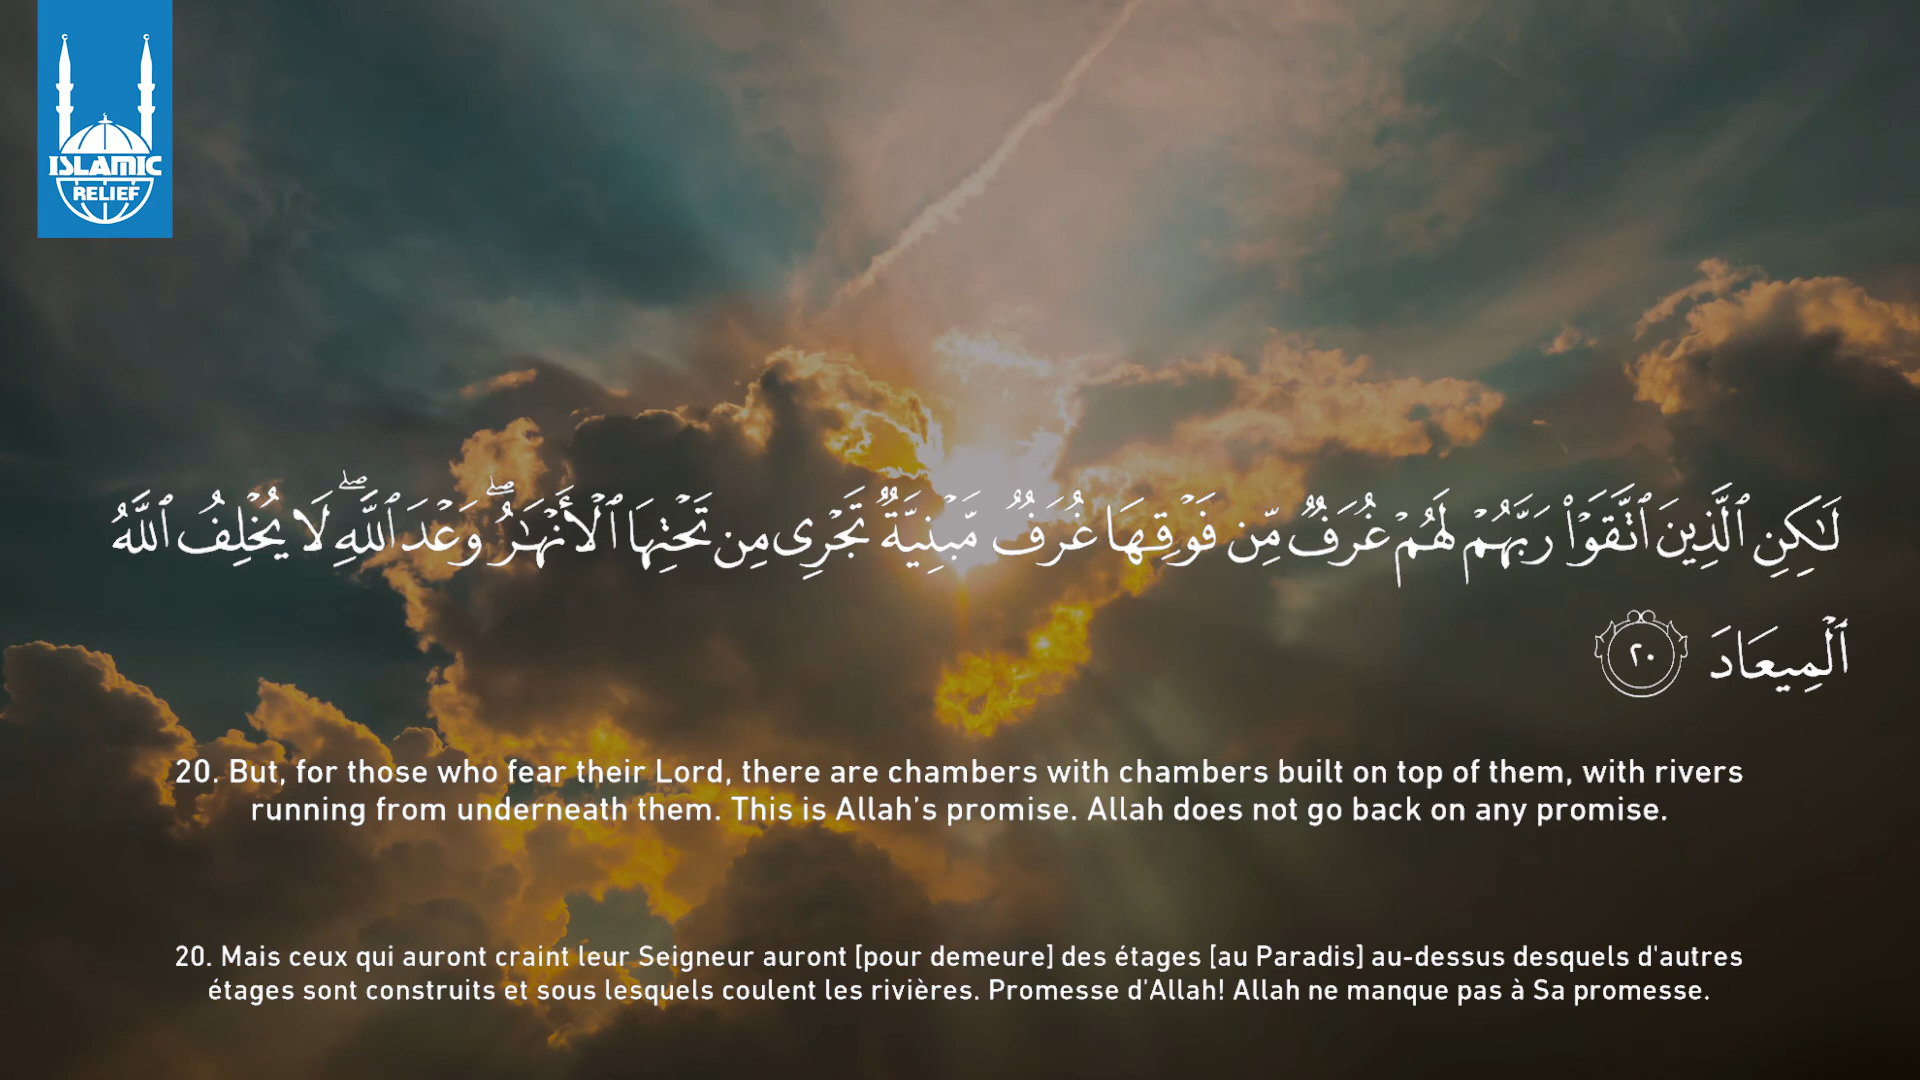 ISLAMIC
RELIEF
لَٰكِنِ ٱلَّذِينَ ٱتَّقَوْا۟ رَبَّهُمْ لَهُمْ غُرَفٌ مِّن فَوْقِهَا غُرَفٌ مَّبْنِيَّةٌ تَجْرِى مِن تَحْتِهَا ٱلْأَنْهَٰرُ ۖ وَعْدَ ٱللَّهِ ۖ لَا يُخْلِفُ ٱللَّهُ
ٱلْمِيعَادَ ٢٠
20. But, for those who fear their Lord, there are chambers with chambers built on top of them, with rivers
running from underneath them. This is Allah’s promise. Allah does not go back on any promise.
20. Mais ceux qui auront craint leur Seigneur auront [pour demeure] des étages [au Paradis] au-dessus desquels d'autres
étages sont construits et sous lesquels coulent les rivières. Promesse d'Allah! Allah ne manque pas à Sa promesse.